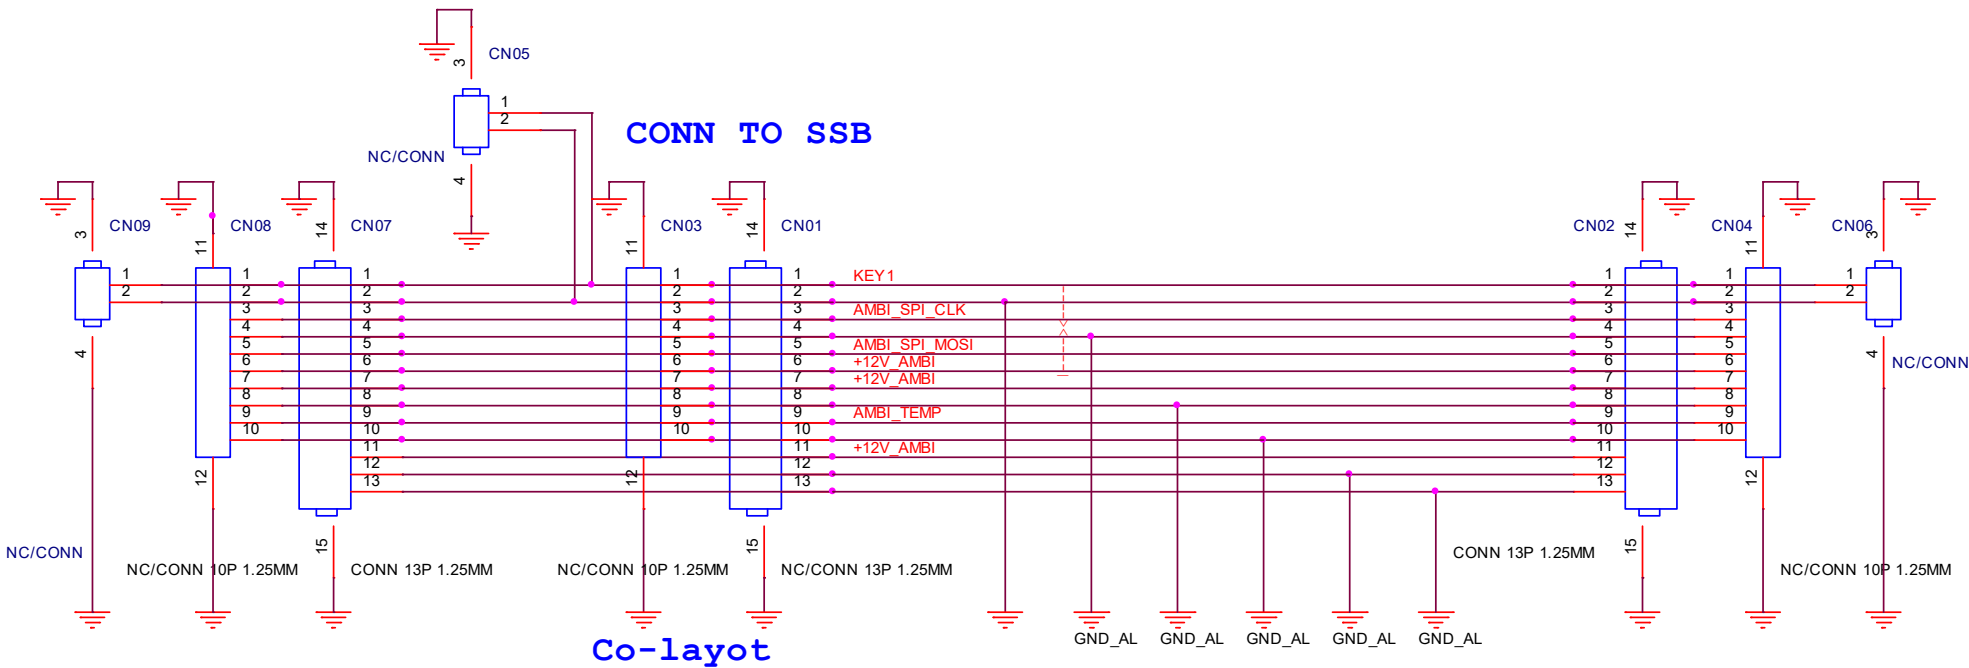 CN05
3
1
2
CONN TO SSB
NC/CONN
4
CN09
3
CN08
11
CN07
14
CN03
11
CN01
14
CN02
14
CN04
11
CN06
3
1
2
4
1
2
3
4
5
6
7
8
9
10
12
1
2
3
4
5
6
7
8
9
10
11
12
13
15
1
2
3
4
5
6
7
8
9
10
12
1
2
3
4
5
6
7
8
9
10
11
12
13
15
KEY1
AMBI_SPI_CLK
AMBI_SPI_MOSI
+12V_AMBI
+12V_AMBI
AMBI_TEMP
+12V_AMBI
1
2
3
4
5
6
7
8
9
10
11
12
13
15
1
2
3
4
5
6
7
8
9
10
12
1
2
4
NC/CONN
NC/CONN
NC/CONN 10P 1.25MM
CONN 13P 1.25MM
NC/CONN 10P 1.25MM
NC/CONN 13P 1.25MM
CONN 13P 1.25MM
NC/CONN 10P 1.25MM
GND_AL
GND_AL
GND_AL
GND_AL
GND_AL
Co-layot